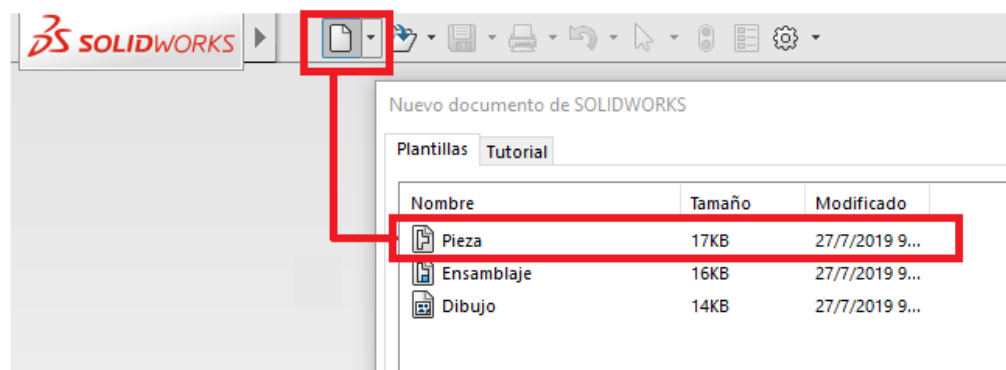 SOLIDWORKS
Nuevo documento de SOLIDWORKS
Plantillas Tutorial
Nombre Tamaño Modificado
Pieza 17KB 27/7/2019 9...
Ensamblaje 16KB 27/7/2019 9...
Dibujo 14KB 27/7/2019 9...